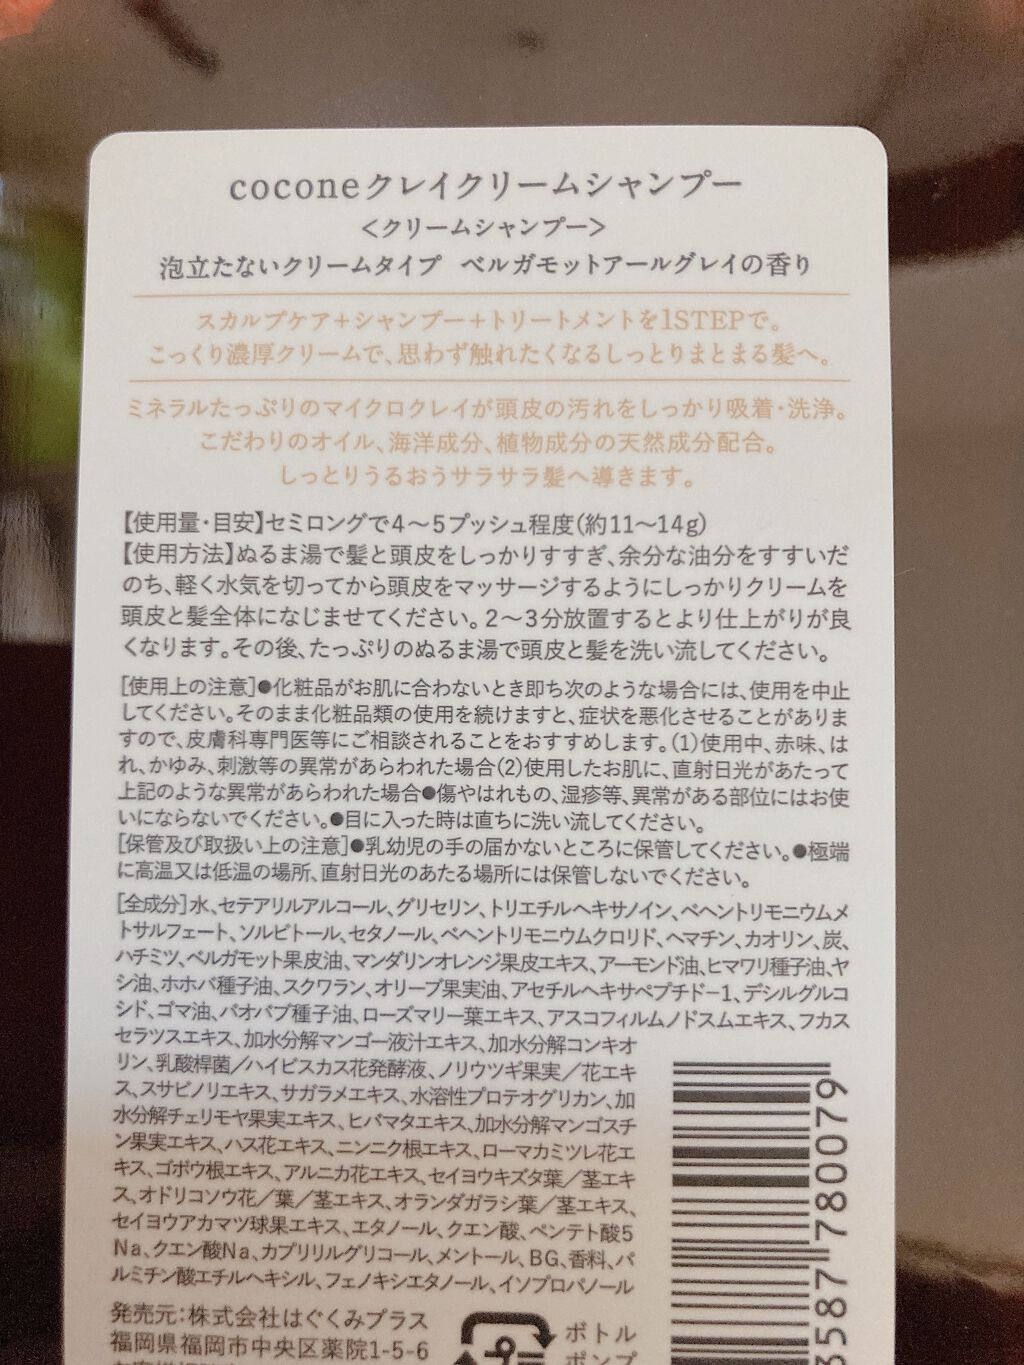 coconeクレイクリームシャンプー
<クリームシャンプー>
泡立たないクリームタイプ ベルガモットアールグレイの香り
スカルプケア+シャンプー+トリートメントを1STEPで。
こっくり濃厚クリームで、思わず触れたくなるしっとりまとまる髪へ。
ミネラルたっぷりのマイクロクレイが頭皮の汚れをしっかり吸着・洗浄。
こだわりのオイル、海洋成分、植物成分の天然成分配合。
しっとりうるおうサラサラ髪へ導きます。
【使用量・目安】セミロングで4〜5プッシュ程度(約11〜14g)
【使用方法】ぬるま湯で髪と頭皮をしっかりすすぎ、余分な油分をすすいだ
のち、軽く水気を切ってから頭皮をマッサージするようにしっかりクリームを
頭皮と髪全体になじませてください。2〜3分放置するとより仕上がりが良
くなります。その後、たっぷりのぬるま湯で頭皮と髪を洗い流してください。
[使用上の注意]●化粧品がお肌に合わないとき即ち次のような場合には、使用を中止
してください。そのまま化粧品類の使用を続けますと、症状を悪化させることがありま
すので、皮膚科専門医等にご相談されることをおすすめします。(1)使用中、赤味、は
れ、かゆみ、刺激等の異常があらわれた場合(2)使用したお肌に、直射日光があたって
上記のような異常があらわれた場合●傷やはれもの、湿疹等、異常がある部位にはお使
いにならないでください。●目に入った時は直ちに洗い流してください。
[保管及び取扱い上の注意]●乳幼児の手の届かないところに保管してください。●極端
に高温又は低温の場所、直射日光のあたる場所には保管しないでください。
[全成分]水、セテアリルアルコール、グリセリン、トリエチルヘキサノイン、ベヘントリモニウムメ
トサルフェート、ソルビトール、セタノール、ベヘントリモニウムクロリド、ヘマチン、カオリン、炭、
ハチミツ、ベルガモット果皮油、マンダリンオレンジ果皮エキス、アーモンド油、ヒマワリ種子油、ヤ
シ油、ホホバ種子油、スクワラン、オリーブ果実油、アセチルヘキサペプチド-1、デシルグルコ
シド、ゴマ油、バオバブ種子油、ローズマリー葉エキス、アスコフィルムノドスムエキス、フカス
セラツスエキス、加水分解マンゴー液汁エキス、加水分解コンキオ
リン、乳酸桿菌/ハイビスカス花発酵液、ノリウツギ果実/花エキ
ス、スサビノリエキス、サガラメエキス、水溶性プロテオグリカン、加
水分解チェリモヤ果実エキス、ヒバマタエキス、加水分解マンゴスチ
ン果実エキス、ハス花エキス、ニンニク根エキス、ローマカミツレ花エ
キス、ゴボウ根エキス、アルニカ花エキス、セイヨウキズタ葉/茎エキ
ス、オドリコソウ花/葉/茎エキス、オランダガラシ葉/茎エキス、
セイヨウアカマツ球果エキス、エタノール、クエン酸、ペンテト酸5
Na、クエン酸Na、カプリリルグリコール、メントール、BG、香料、パ
ルミチン酸エチルヘキシル、フェノキシエタノール、イソプロパノール
発売元:株式会社はぐくみプラス
福岡県福岡市中央区薬院1-5-6
ボトル
ポンプ
3587 780079